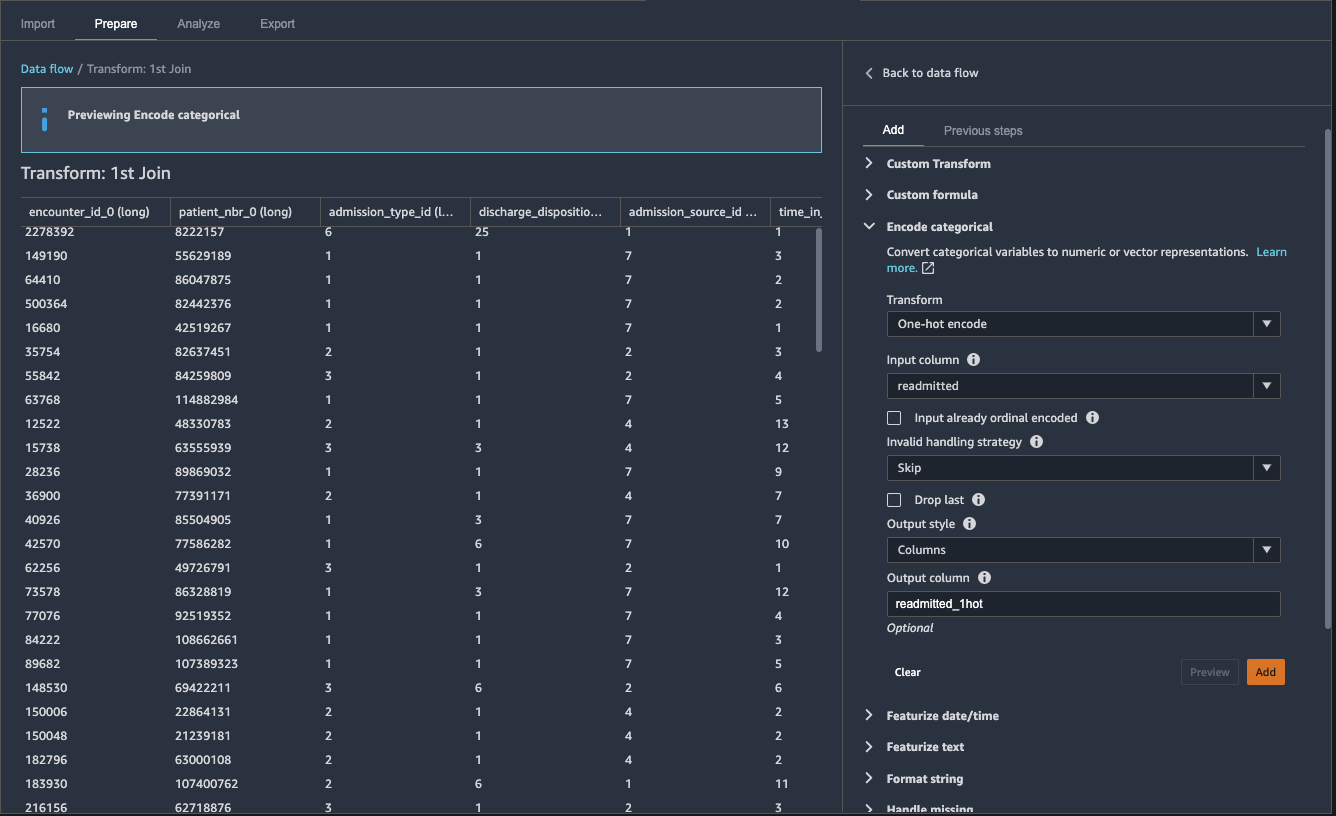 Import Prepare Analyze Export
Data flow / Transform: 1st Join
Previewing Encode categorical
Transform: 1st Join
encounter_id_0 (long) patient_nbr_0 (long) admission_type_id (l... discharge_dispositio... admission_source_id ... time_in_
2278392 8222157 6 25 1 1
149190 55629189 1 1 7 3
64410 86047875 1 1 7 2
500364 82442376 1 1 7 2
16680 42519267 1 1 7 1
35754 82637451 2 1 2 3
55842 84259809 3 1 2 4
63768 114882984 1 1 7 5
12522 48330783 2 1 4 13
15738 63555939 3 3 4 12
28236 89869032 1 1 7 9
36900 77391171 2 1 4 7
40926 85504905 1 3 7 7
42570 77586282 1 6 7 10
62256 49726791 3 1 2 1
73578 86328819 1 3 7 12
77076 92519352 1 1 7 4
84222 108662661 1 1 7 3
89682 107389323 1 1 7 5
148530 69422211 3 6 2 6
150006 22864131 2 1 4 2
150048 21239181 2 1 4 2
182796 63000108 2 1 4 2
183930 107400762 2 6 1 11
216156 62718876 3 1 2 3
Back to data flow
Add Previous steps
Custom Transform
Custom formula
Encode categorical
Convert categorical variables to numeric or vector representations. Learn
more.
Transform
One-hot encode
Input column
readmitted
Input already ordinal encoded
Invalid handling strategy
Skip
Drop last
Output style
Columns
Output column
readmitted_1hot
Optional
Clear Preview Add
Featurize date/time
Featurize text
Format string
Handle missing